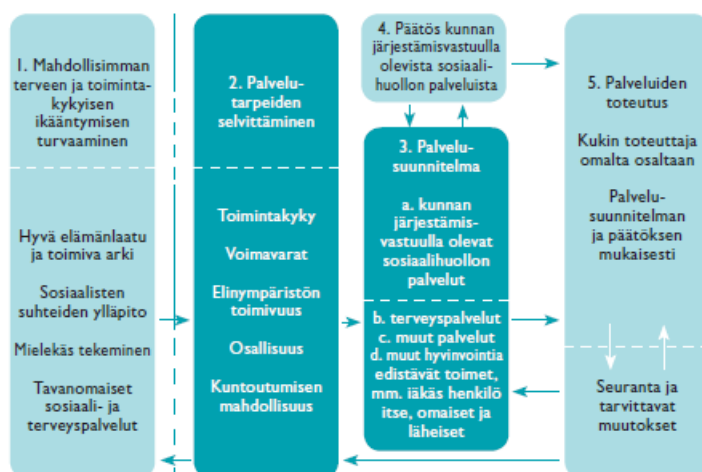 1. Mahdollisimman
terveen ja toiminta-
kykyisen
ikääntymisen
turvaaminen
Hyvä elämänlaatu
ja toimiva arki
Sosiaalisten
suhteiden ylläpito
Mielekäs tekeminen
Tavanomaiset
sosiaali- ja
terveyspalvelut
2. Palvelu-
tarpeiden
selvittäminen
Toimintakyky
Voimavarat
Elinympäristön
toimivuus
Osallisuus
Kuntoutumisen
mahdollisuus
4. Päätös kunnan
järjestämisvastuulla
olevista sosiaali-
huollon palveluista
3. Palvelu-
suunnitelma
a. kunnan
järjestämis-
vastuulla olevat
sosiaalihuollon
palvelut
b. terveyspalvelut
c. muut palvelut
d. muut hyvinvointia
edistävät toimet,
mm. iäkäs henkilö
itse, omaiset ja
läheiset
5. Palveluiden
toteutus
Kukin toteuttaja
omalta osaltaan
Palvelu-
suunnitelman
ja päätöksen
mukaisesti
Seuranta ja
tarvittavat
muutokset